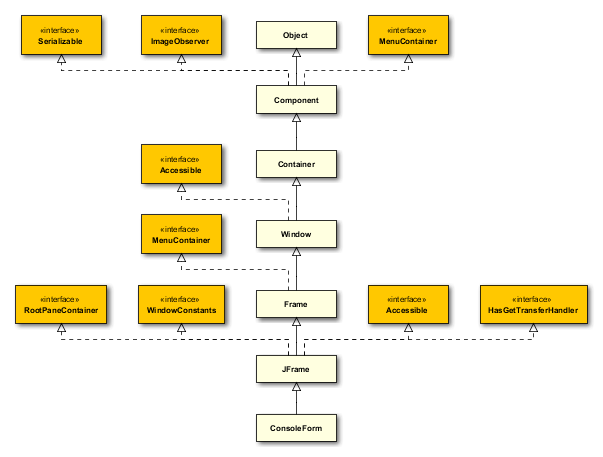 «interface»
Serializable
«interface»
ImageObserver
Object
«interface»
MenuContainer
Component
«interface»
Accessible
Container
«interface»
MenuContainer
Window
«interface»
RootPaneContainer
«interface»
WindowConstants
Frame
«interface»
Accessible
«interface»
HasGetTransferHandler
JFrame
ConsoleForm